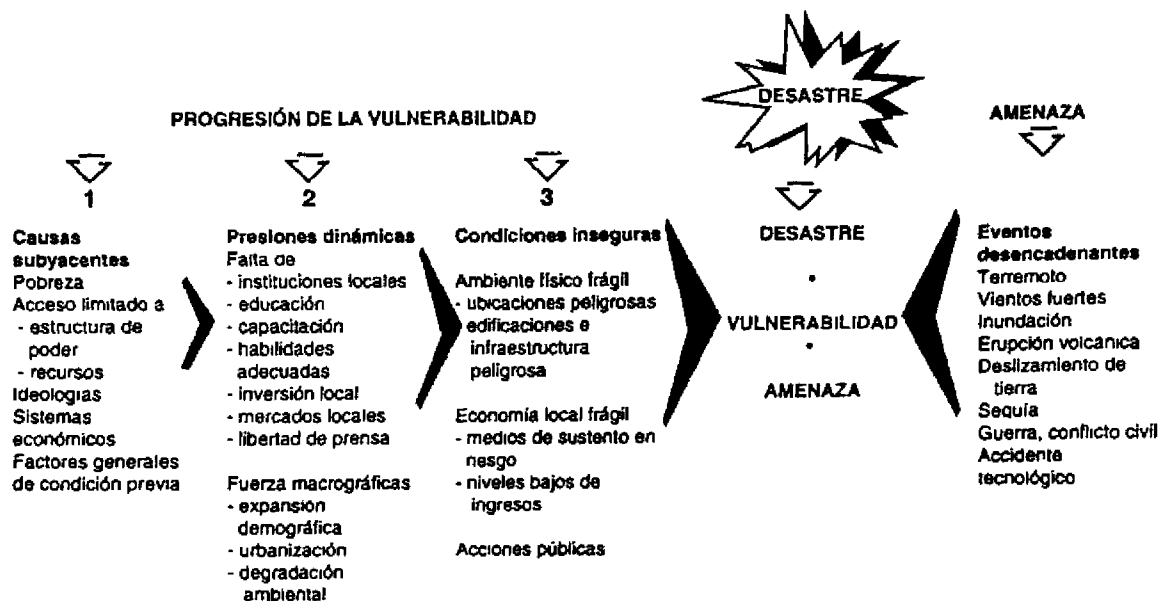 DESASTRE
PROGRESIÓN DE LA VULNERABILIDAD
AMENAZA
1
Causas
subyacentes
Pobreza
Acceso limitado a
- estructura de
poder
- recursos
Ideologías
Sistemas
económicos
Factores generales
de condición previa
2
Presiones dinámicas
Falta de
- instituciones locales
- educación
- capacitación
- habilidades
adecuadas
- inversión local
- mercados locales
- libertad de prensa
Fuerza macrográficas
- expansión
demográfica
- urbanización
- degradación
ambiental
3
Condiciones inseguras
Ambiente físico frágil
- ubicaciones peligrosas
edificaciones e
infraestructura
peligrosa
Economía local frágil
- medios de sustento en
riesgo
- niveles bajos de
ingresos
Acciones públicas
DESASTRE
VULNERABILIDAD
AMENAZA
Eventos
desencadenantes
Terremoto
Vientos fuertes
Inundación
Erupción volcánica
Deslizamiento de
tierra
Sequía
Guerra, conflicto civil
Accidente
tecnológico